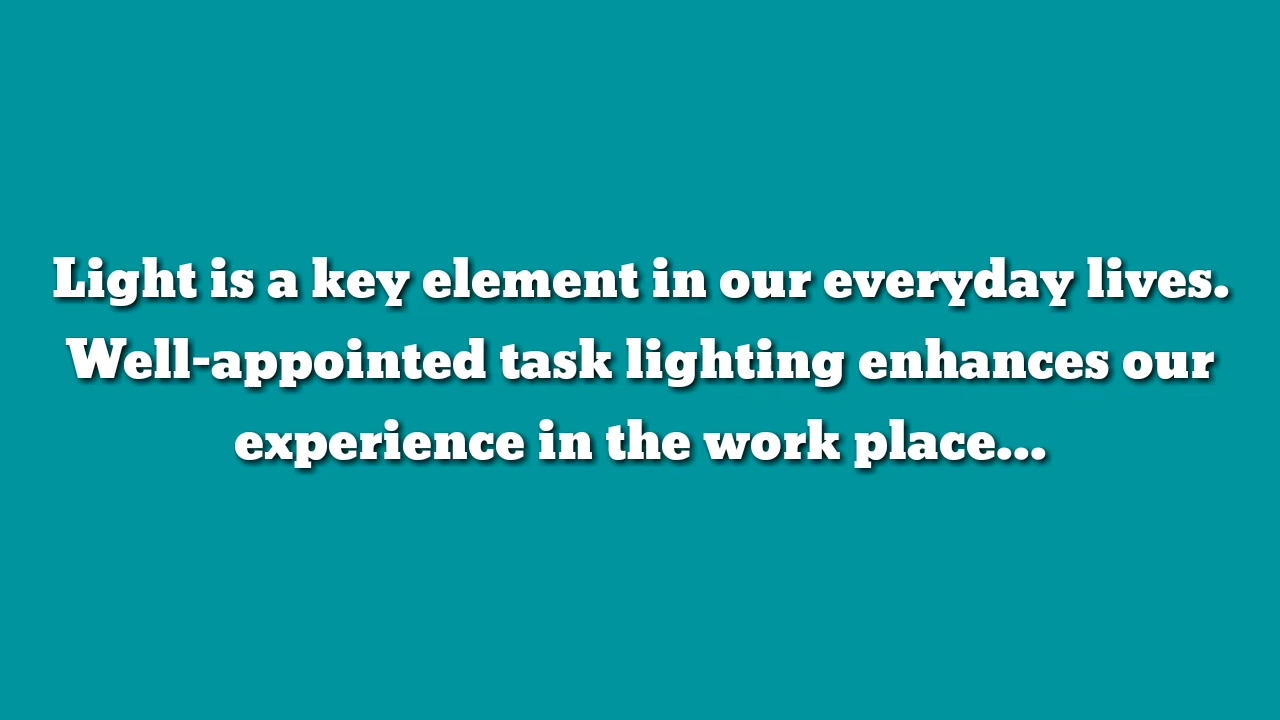 Light is a key element in our everyday lives.
Well-appointed task lighting enhances our
experience in the work place...